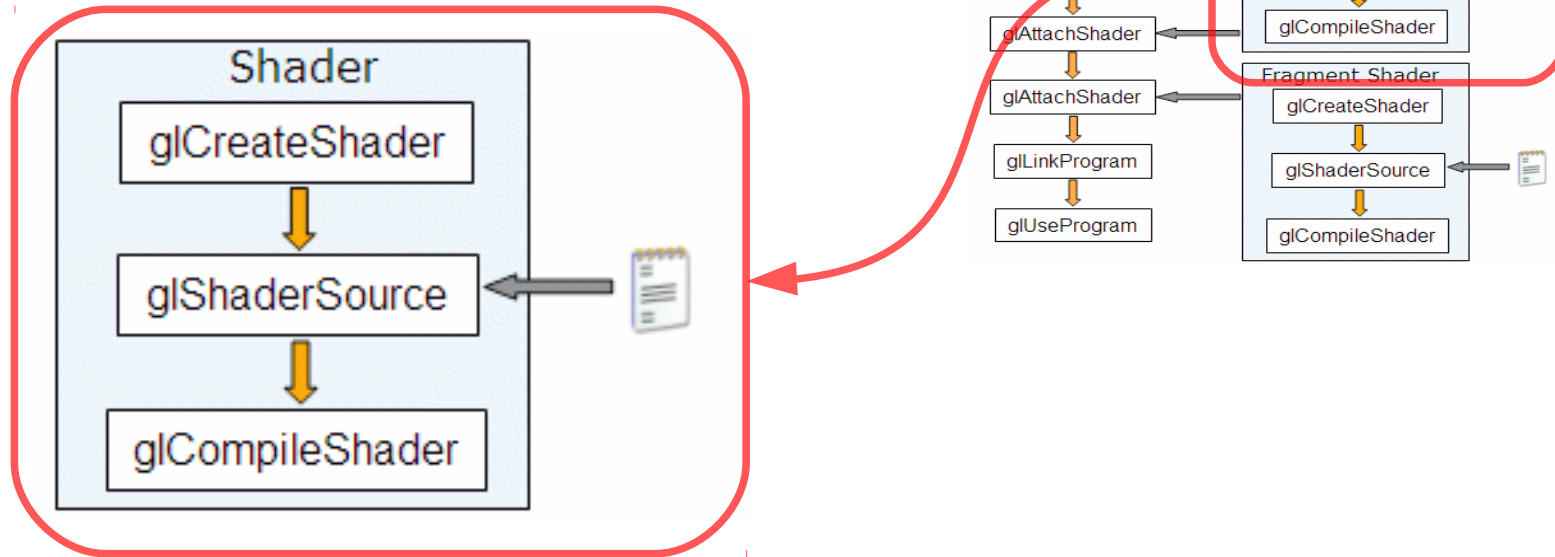 Shader
glCreateShader
glShaderSource
glCompileShader
glAttachShader
glAttachShader
glLinkProgram
glUseProgram
glCompileShader
Fragment Shader
glCreateShader
glShaderSource
glCompileShader